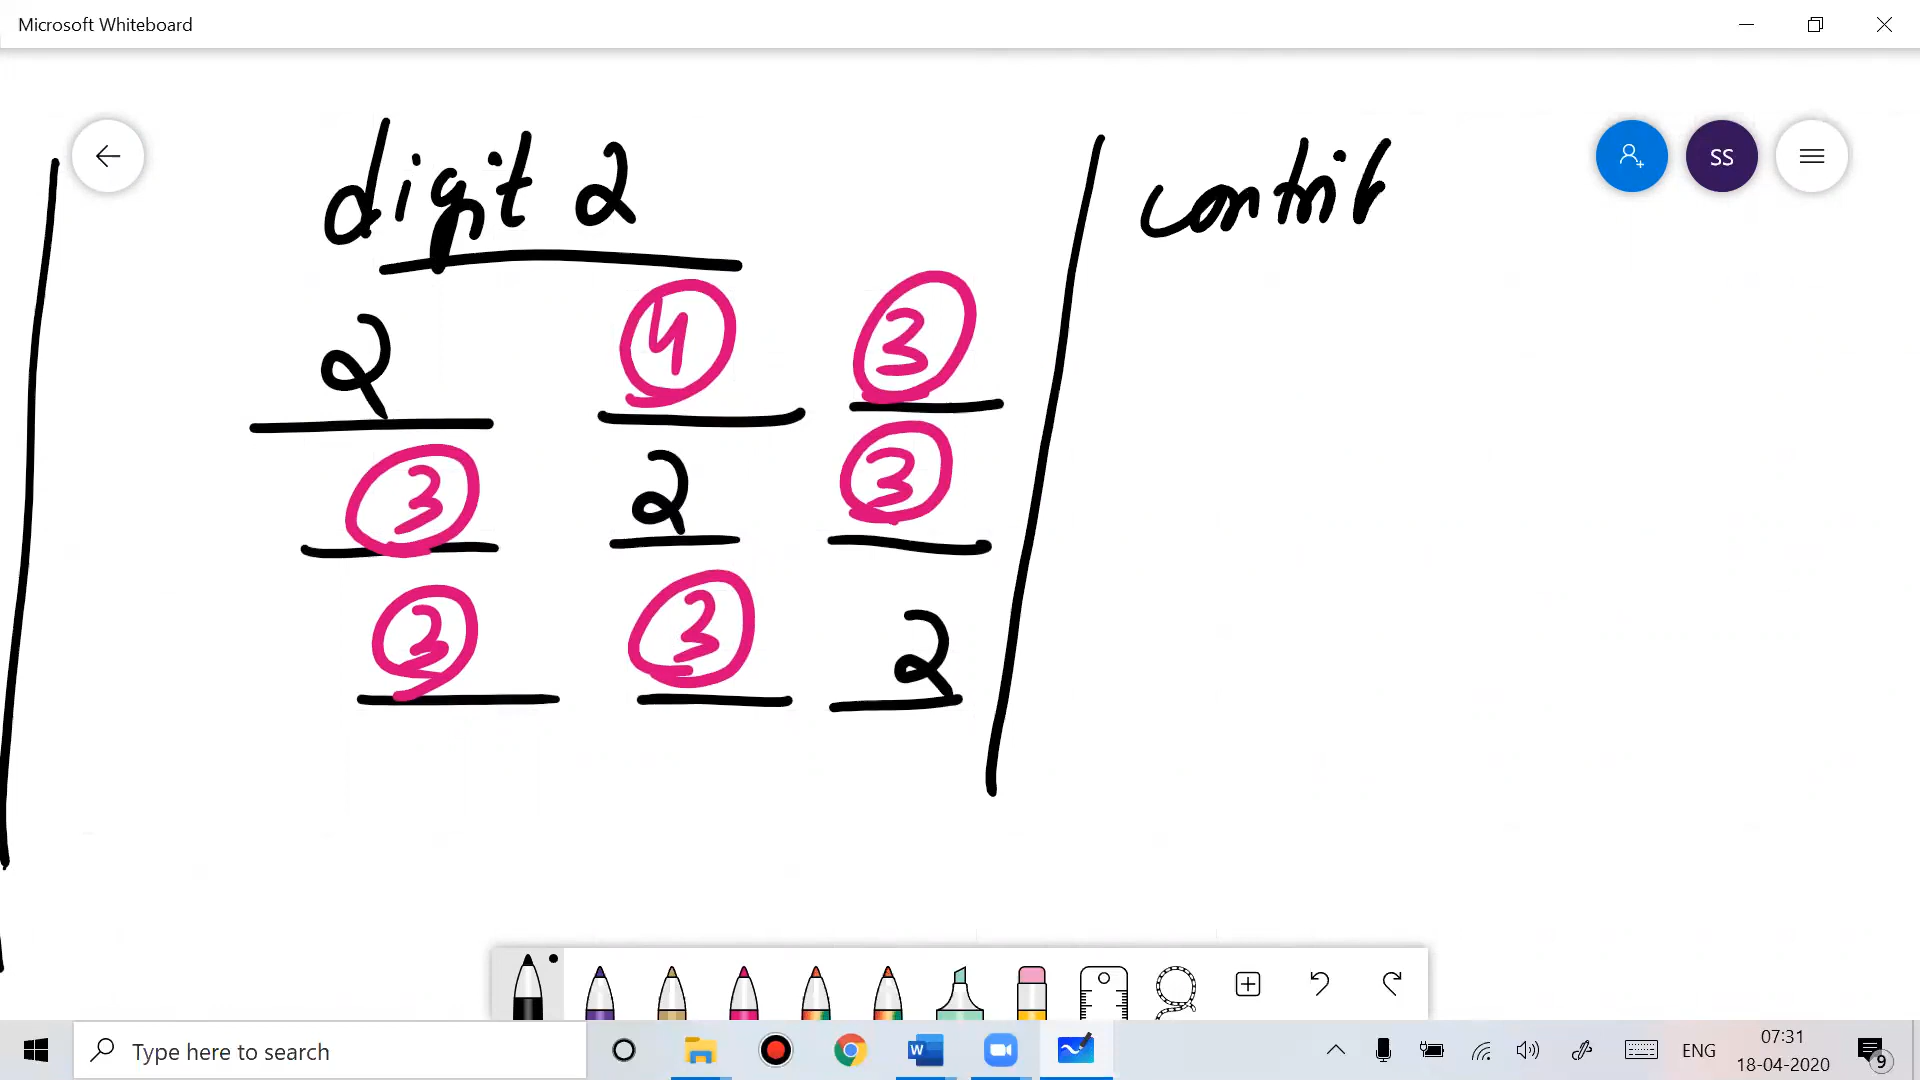 Microsoft Whiteboard
digit 2
contrib
SS
2 4 3
3 2 3
3 3 2
Type here to search
ENG
07:31
18-04-2020
9